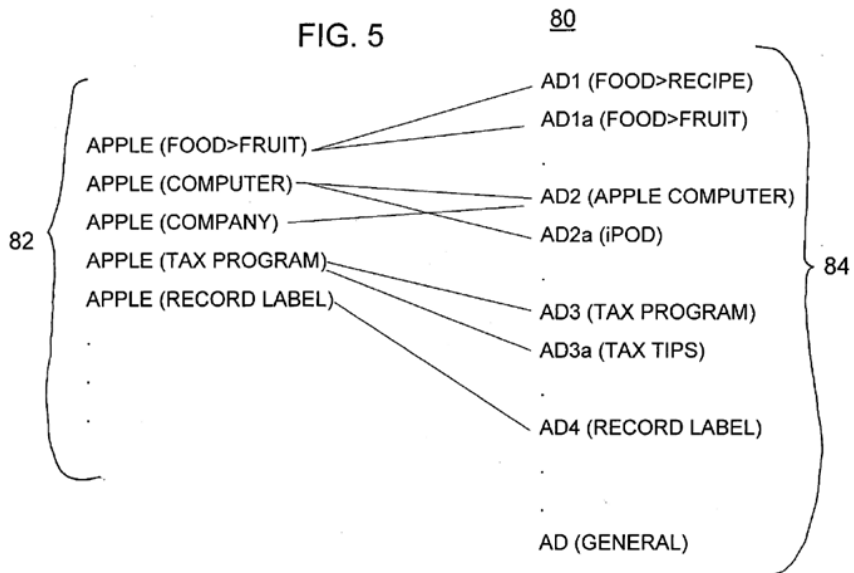 FIG. 5
80
82
APPLE (FOOD>FRUIT)
APPLE (COMPUTER)
APPLE (COMPANY)
APPLE (TAX PROGRAM)
APPLE (RECORD LABEL)
.
.
.
AD1 (FOOD>RECIPE)
AD1a (FOOD>FRUIT)
.
AD2 (APPLE COMPUTER)
AD2a (iPOD)
.
AD3 (TAX PROGRAM)
AD3a (TAX TIPS)
.
AD4 (RECORD LABEL)
.
.
AD (GENERAL)
84